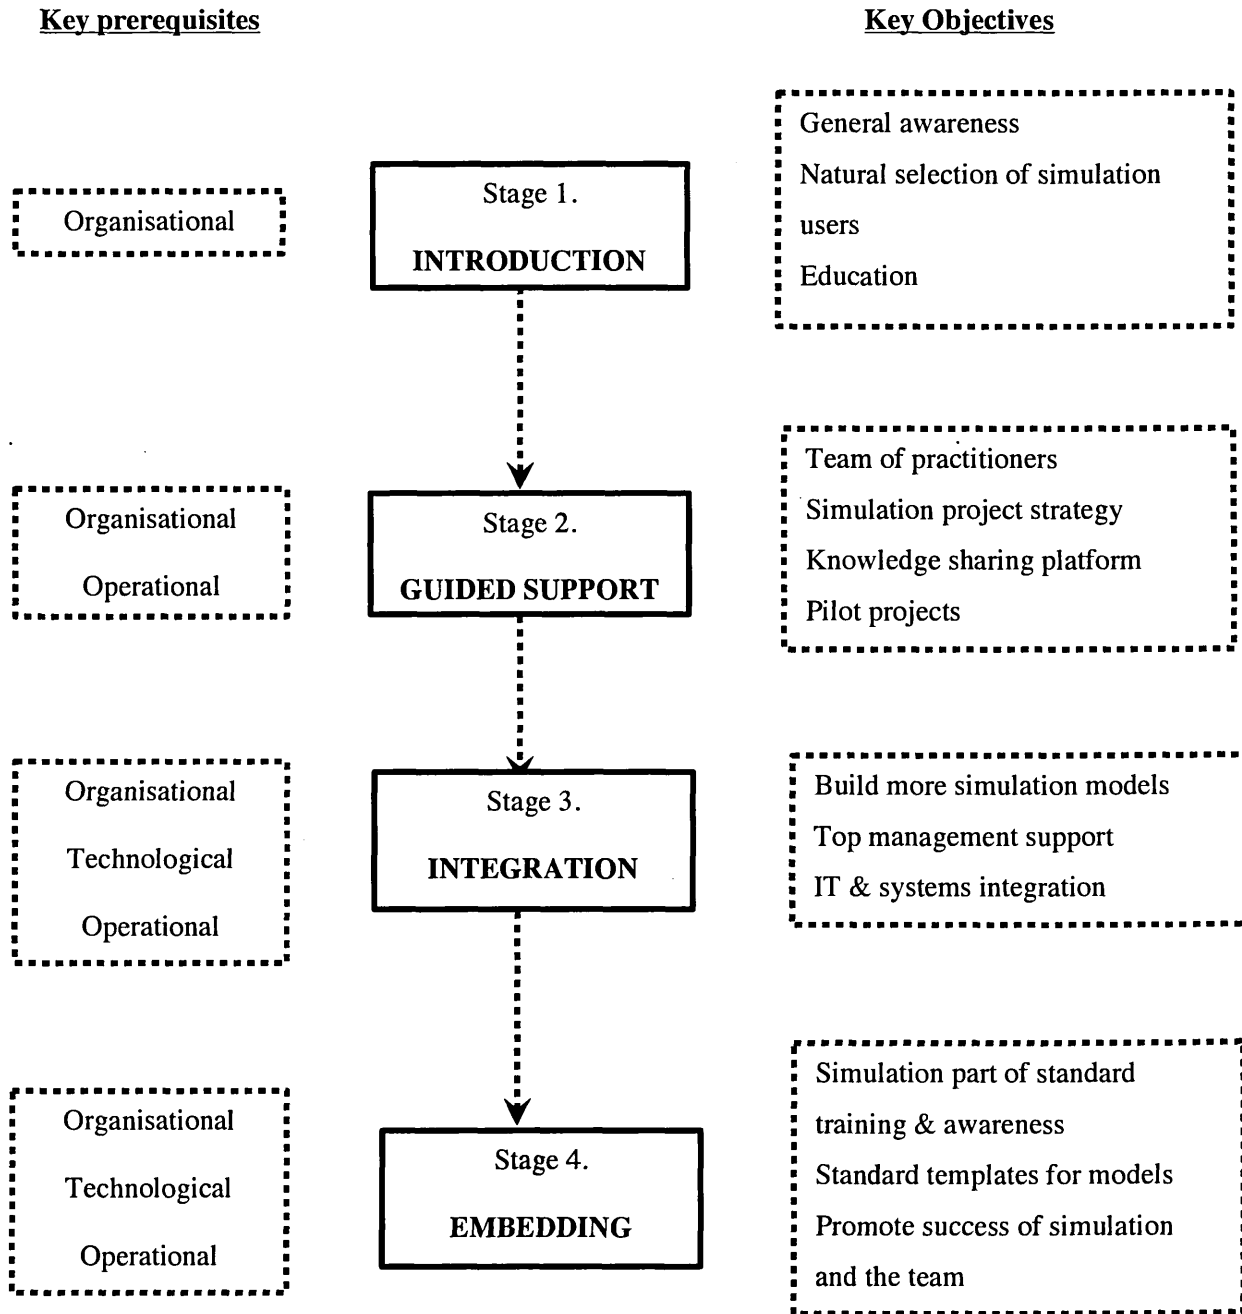 Key prerequisites
Key Objectives
Organisational
Stage 1.
INTRODUCTION
General awareness
Natural selection of simulation
users
Education
Organisational
Operational
Stage 2.
GUIDED SUPPORT
Team of practitioners
Simulation project strategy
Knowledge sharing platform
Pilot projects
Organisational
Technological
Operational
Stage 3.
INTEGRATION
Build more simulation models
Top management support
IT & systems integration
Organisational
Technological
Operational
Stage 4.
EMBEDDING
Simulation part of standard
training & awareness
Standard templates for models
Promote success of simulation
and the team